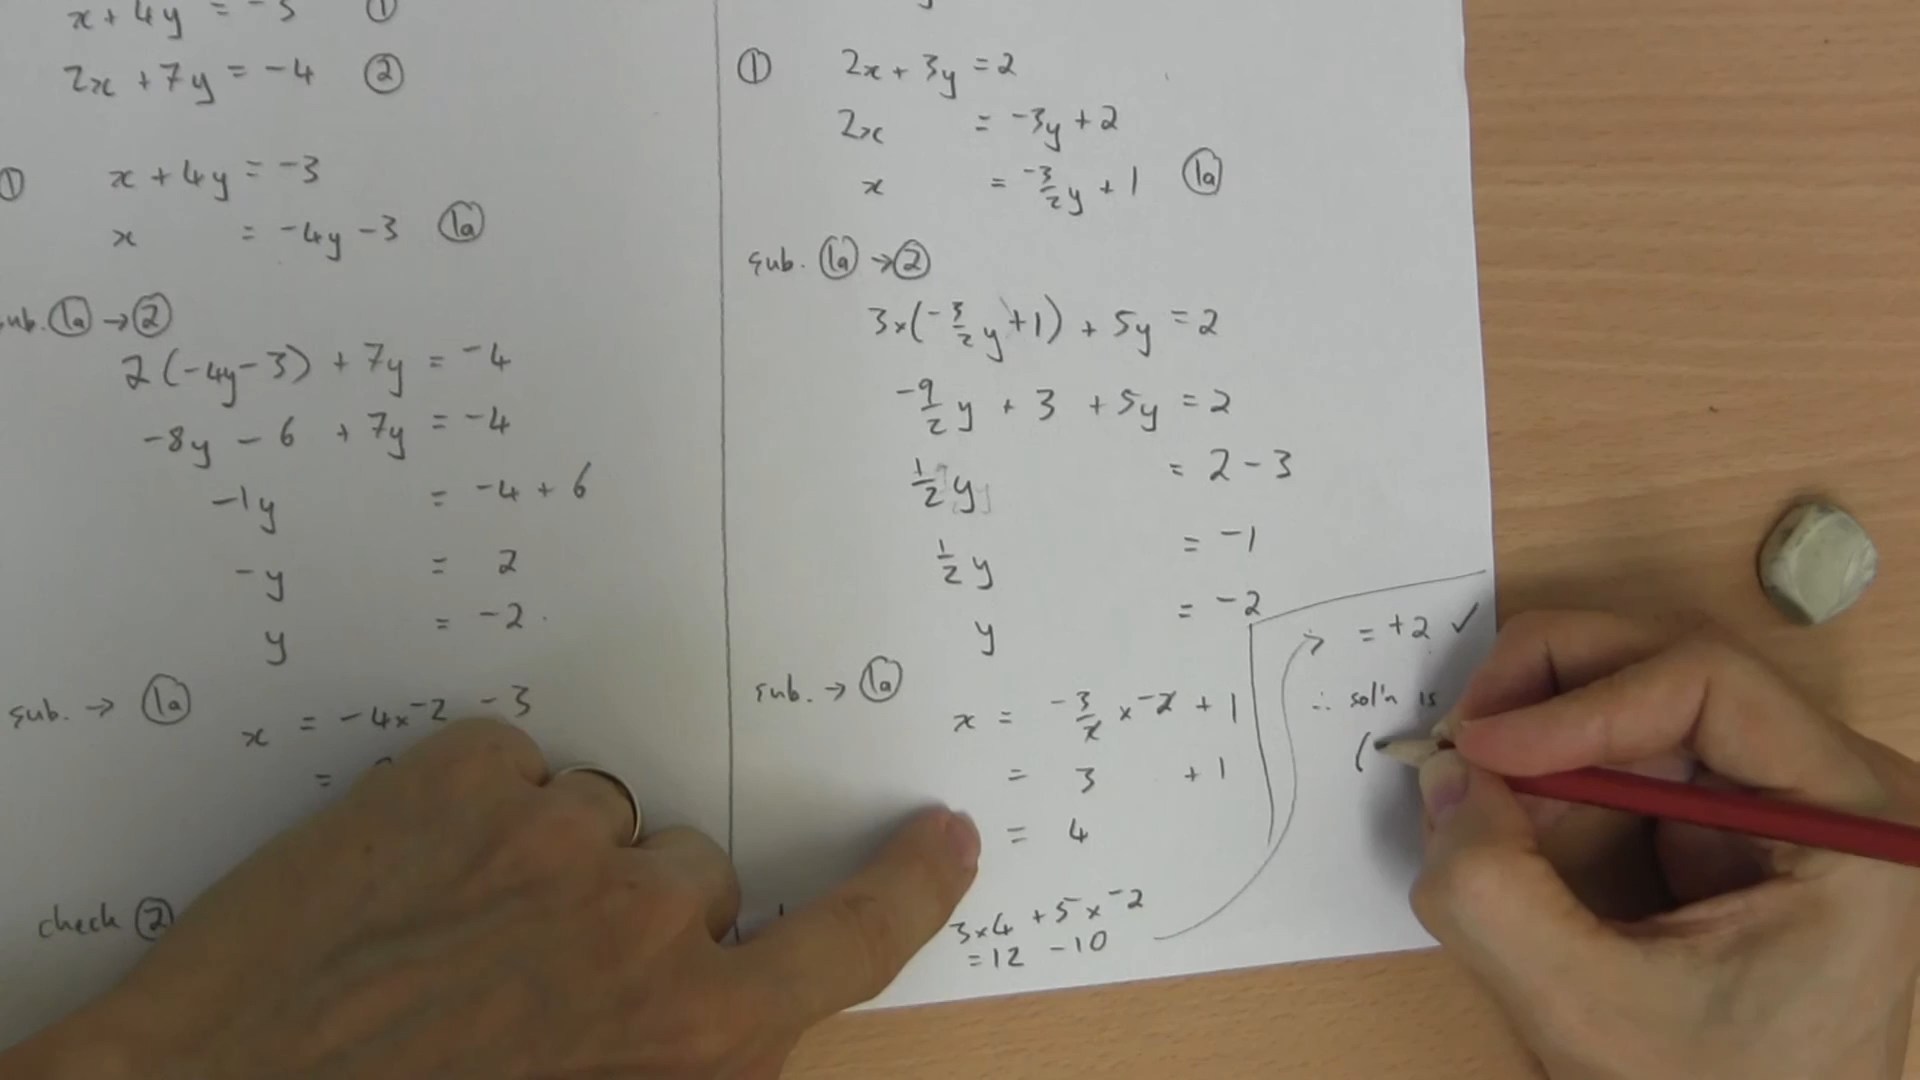 x + 4y = -3 ①
2x + 7y = -4 ②
① x + 4y = -3
x = -4y - 3 (1a)
sub. (1a) → ②
2(-4y - 3) + 7y = -4
-8y - 6 + 7y = -4
-1y = -4 + 6
-y = 2
y = -2.
sub. → (1a)
x = -4 x -2 - 3
=
check ②
① 2x + 3y = 2
2x = -3y + 2
x = -3/2 y + 1 (1a)
sub. (1a) → ②
3 x (-3/2 y + 1) + 5y = 2
-9/2 y + 3 + 5y = 2
1/2 y = 2 - 3
1/2 y = -1
y = -2
sub. → (1a)
x = -3/2 x -2 + 1
= 3 + 1
= 4
3 x 4 + 5 x -2
= 12 - 10
= +2 ✓
∴ sol'n is
(